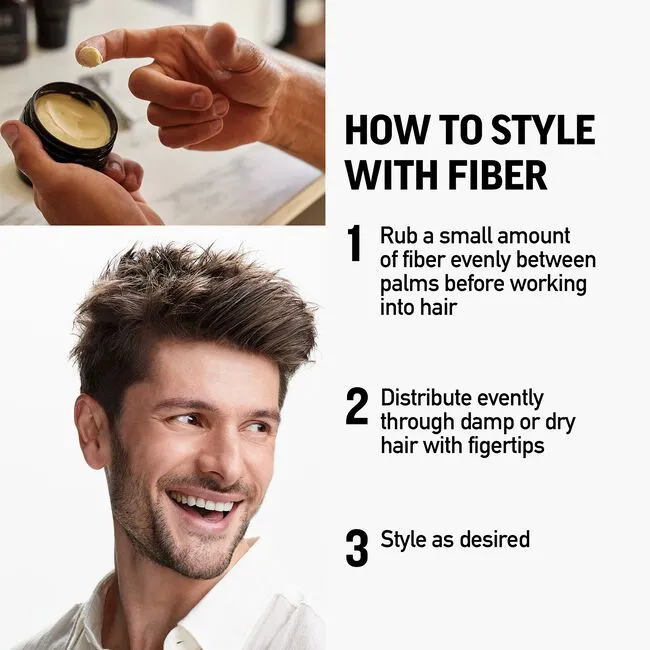 HOW TO STYLE
WITH FIBER
1 Rub a small amount
of fiber evenly between
palms before working
into hair
2 Distribute evently
through damp or dry
hair with figertips
3 Style as desired